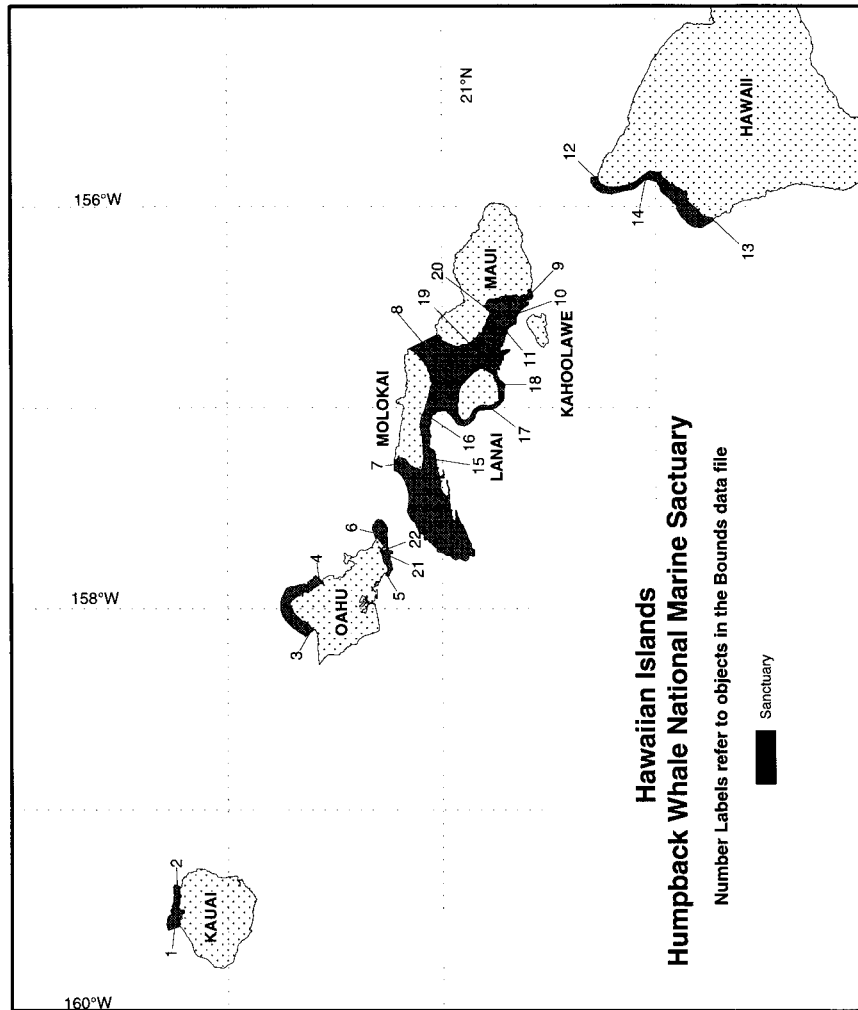 160°W
158°W
156°W
21°N
1
2
KAUAI
3
4
OAHU
5
21
22
6
7
MOLOKAI
8
15
LANAI
16
17
18
19
20
MAUI
9
10
11
KAHOOLAWE
12
14
13
HAWAII
Hawaiian Islands
Humpback Whale National Marine Sactuary
Number Labels refer to objects in the Bounds data file
Sanctuary